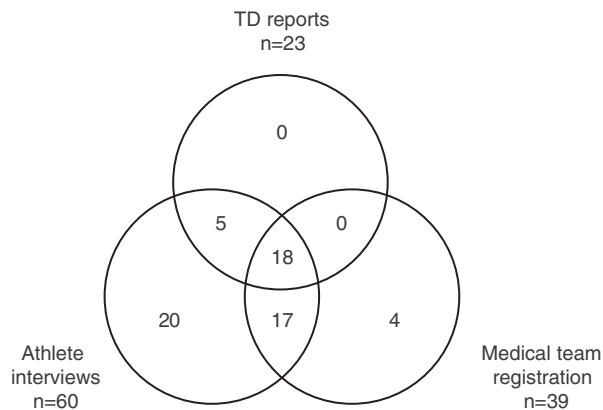 TD reports
n=23
0
5
0
18
20
17
4
Athlete
interviews
n=60
Medical team
registration
n=39